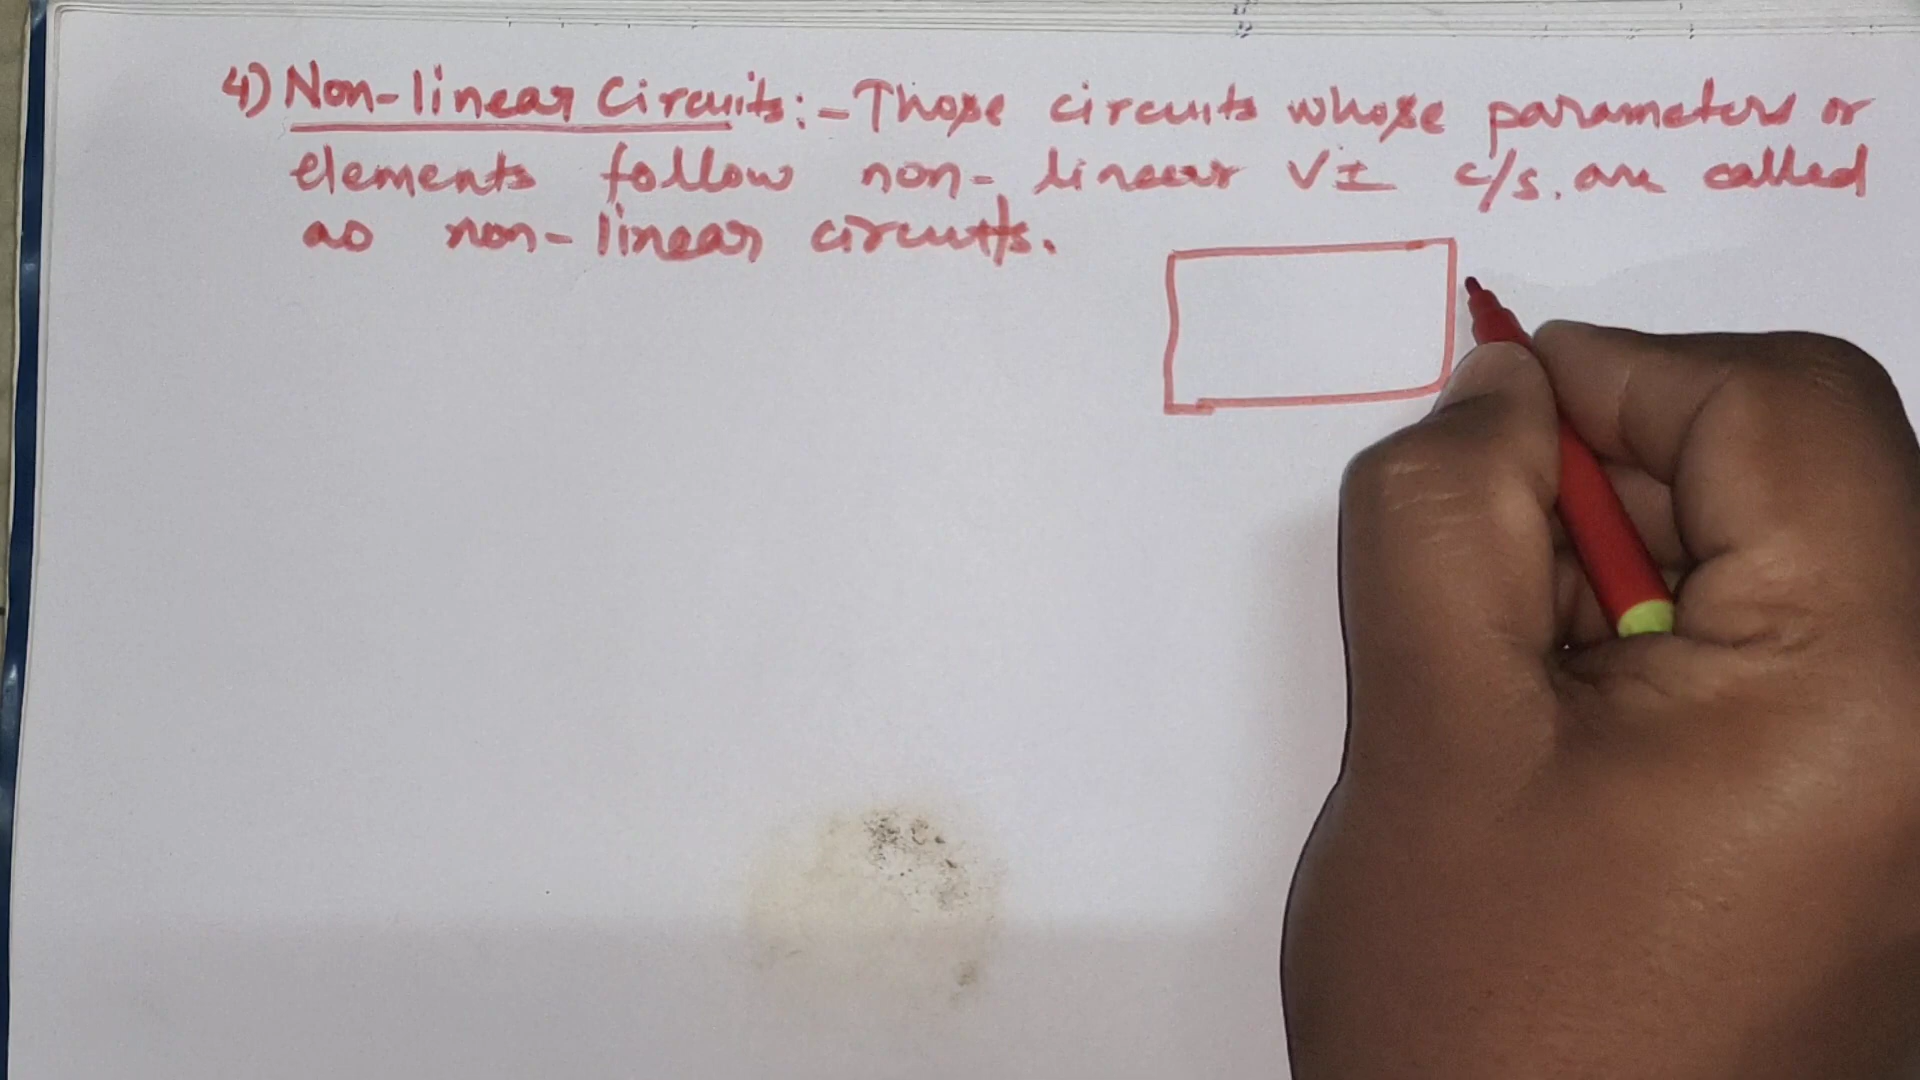 4) Non-linear Circuits:- Those circuits whose parameters or
elements follow non-linear VI c/s. are called
as non-linear circuits.